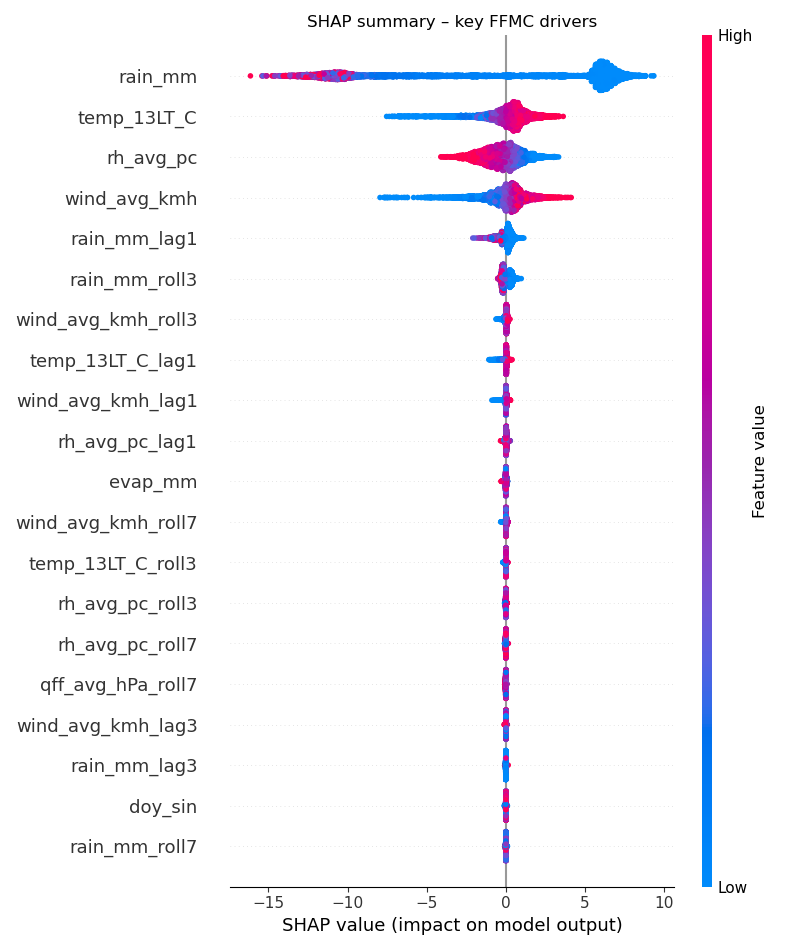 SHAP summary – key FFMC drivers
High
rain_mm
temp_13LT_C
rh_avg_pc
wind_avg_kmh
rain_mm_lag1
rain_mm_roll3
wind_avg_kmh_roll3
temp_13LT_C_lag1
wind_avg_kmh_lag1
rh_avg_pc_lag1
evap_mm
wind_avg_kmh_roll7
temp_13LT_C_roll3
rh_avg_pc_roll3
rh_avg_pc_roll7
qff_avg_hPa_roll7
wind_avg_kmh_lag3
rain_mm_lag3
doy_sin
rain_mm_roll7
Feature value
Low
−15 −10 −5 0 5 10
SHAP value (impact on model output)